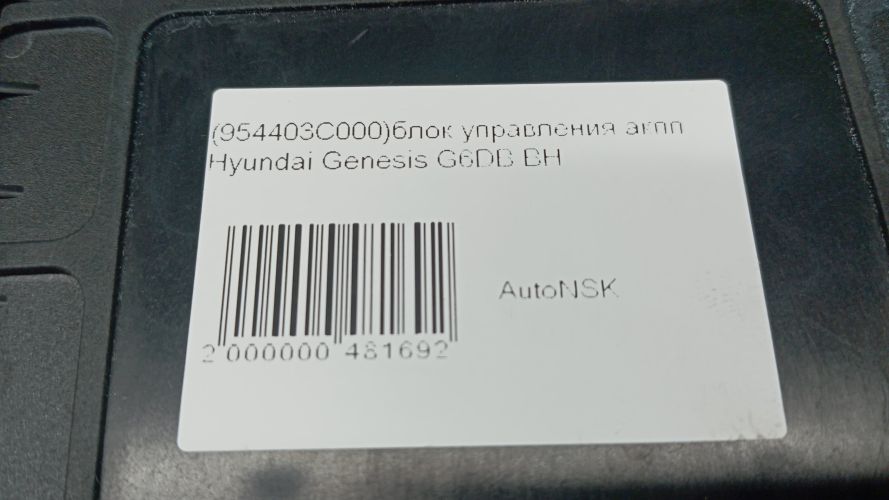 (954403C000)блок управления акпп
Hyundai Genesis G6DB BH
AutoNSK
2 000000 481692